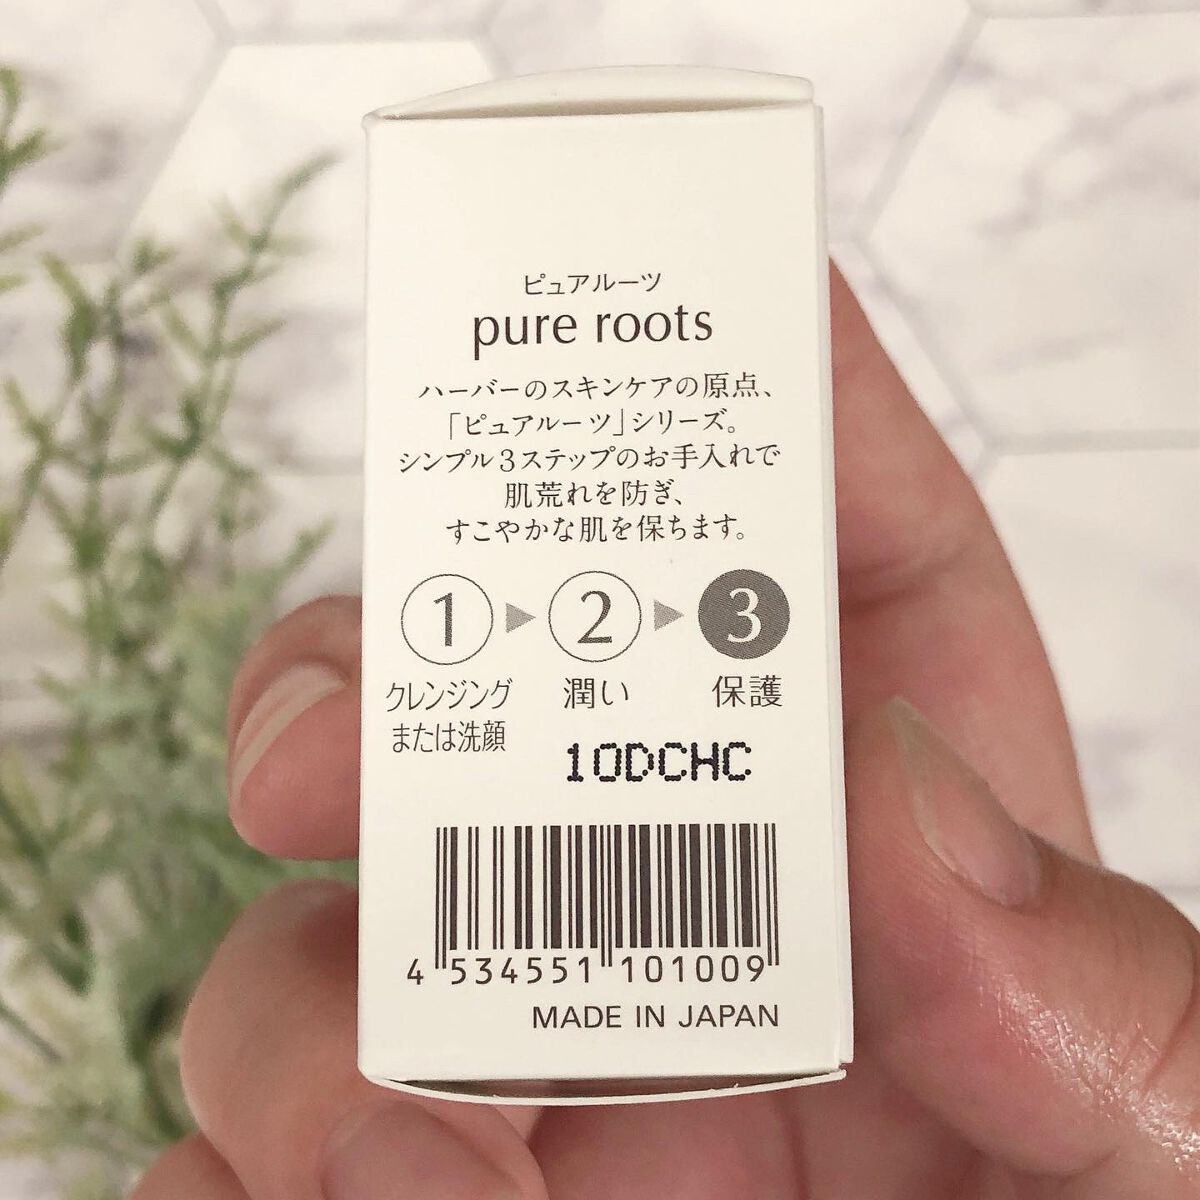 ピュアルーツ
pure roots
ハーバーのスキンケアの原点、
「ピュアルーツ」シリーズ。
シンプル3ステップのお手入れで
肌荒れを防ぎ、
すこやかな肌を保ちます。
1 2 3
クレンジング 潤い 保護
または洗顔
10DCHC
4 534551 101009
MADE IN JAPAN